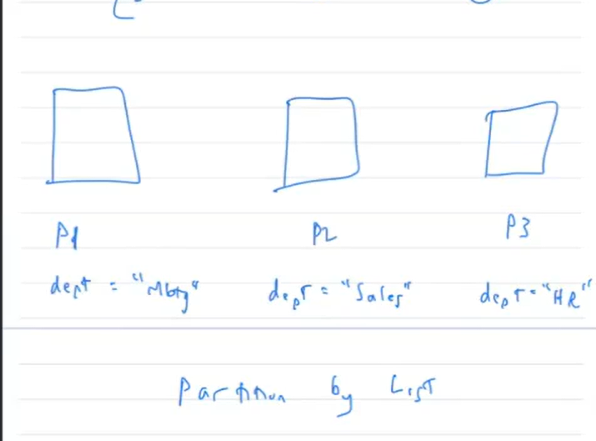 P1 P2 P3
dept = "Mktg" dept = "Sales" dept = "HR"
Partition by List